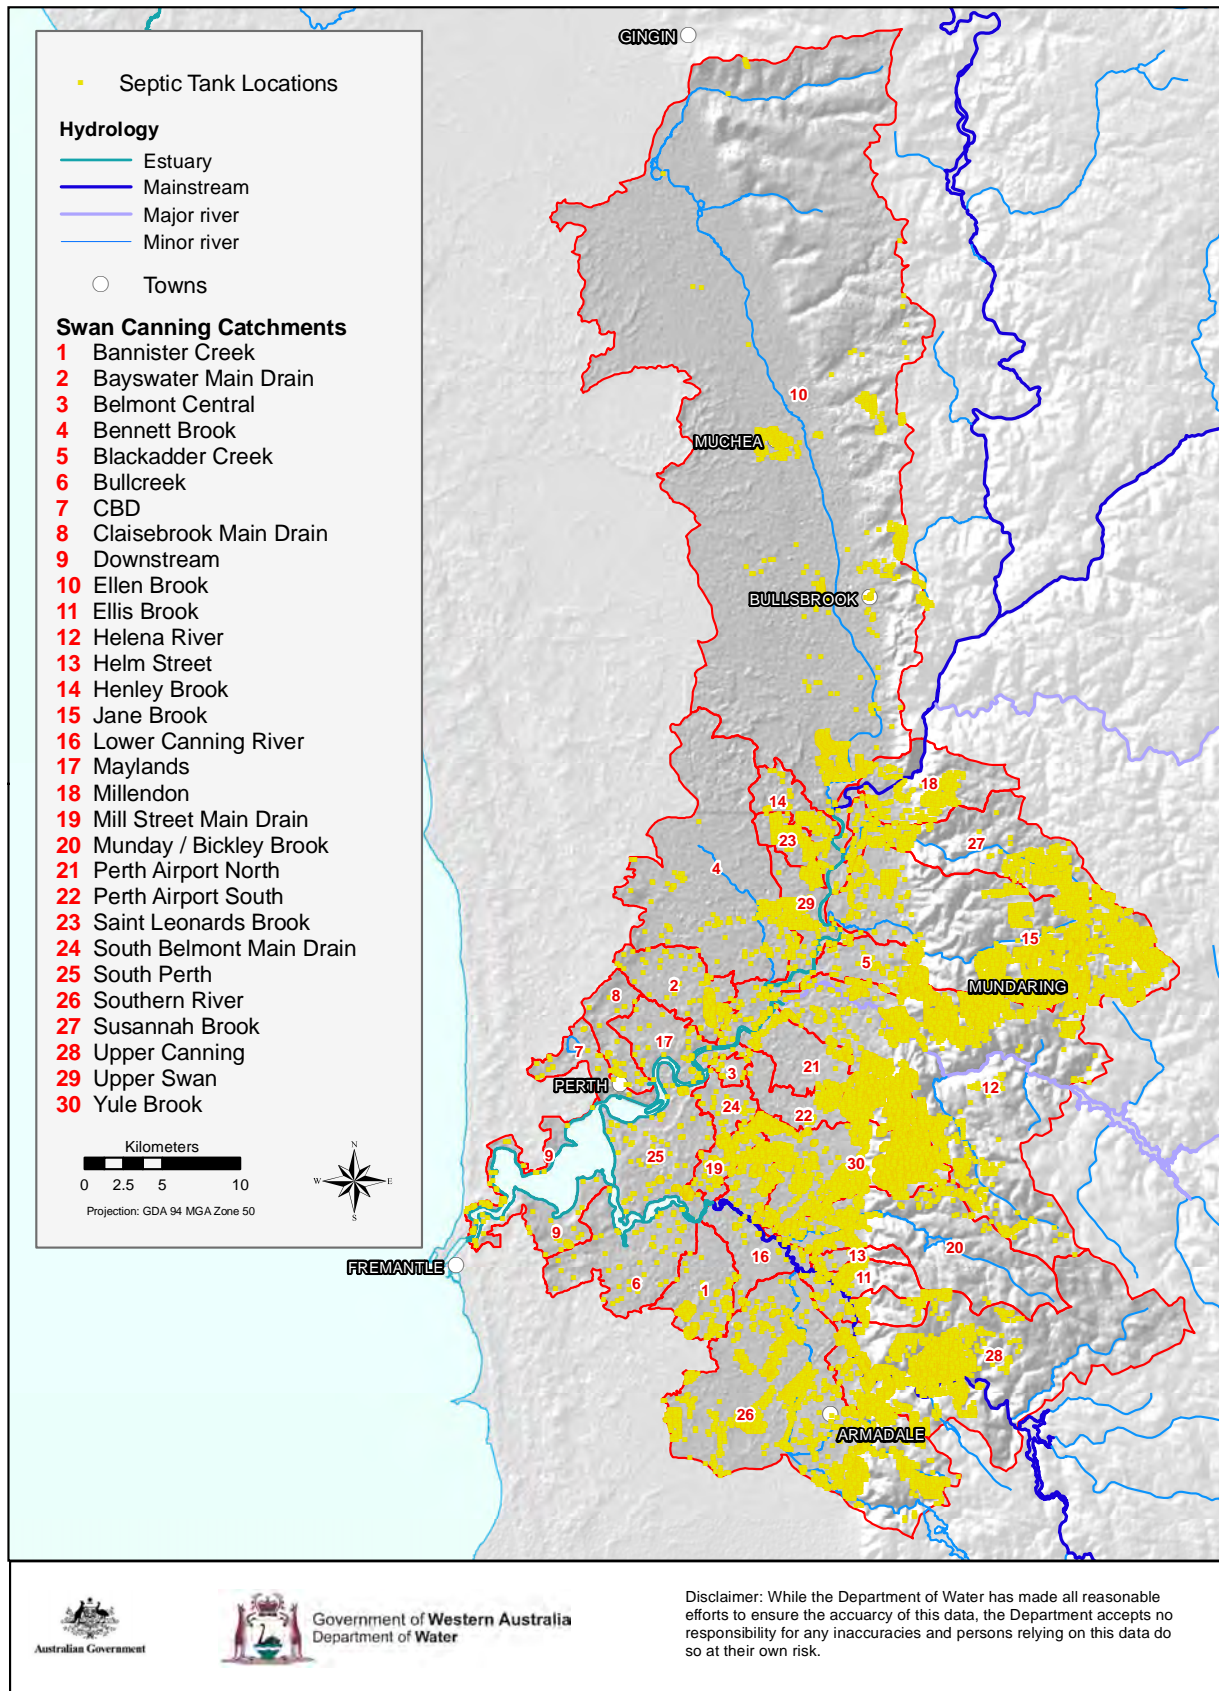 Septic Tank Locations
Hydrology
Estuary
Mainstream
Major river
Minor river
Towns
Swan Canning Catchments
1 Bannister Creek
2 Bayswater Main Drain
3 Belmont Central
4 Bennett Brook
5 Blackadder Creek
6 Bullcreek
7 CBD
8 Claisebrook Main Drain
9 Downstream
10 Ellen Brook
11 Ellis Brook
12 Helena River
13 Helm Street
14 Henley Brook
15 Jane Brook
16 Lower Canning River
17 Maylands
18 Millendon
19 Mill Street Main Drain
20 Munday / Bickley Brook
21 Perth Airport North
22 Perth Airport South
23 Saint Leonards Brook
24 South Belmont Main Drain
25 South Perth
26 Southern River
27 Susannah Brook
28 Upper Canning
29 Upper Swan
30 Yule Brook
Kilometers
0 2.5 5 10
Projection: GDA 94 MGA Zone 50
N
W E
S
GINGIN
10
MUCHEA
BULLSBROOK
18
14
23
27
4
29
15
5
MUNDARING
2
8
17
7
21
3
12
PERTH
24
22
9
25
19
30
9
16
13
20
FREMANTLE
6
1
11
28
26
ARMADALE
Australian Government
Government of Western Australia
Department of Water
Disclaimer: While the Department of Water has made all reasonable
efforts to ensure the accuarcy of this data, the Department accepts no
responsibility for any inaccuracies and persons relying on this data do
so at their own risk.